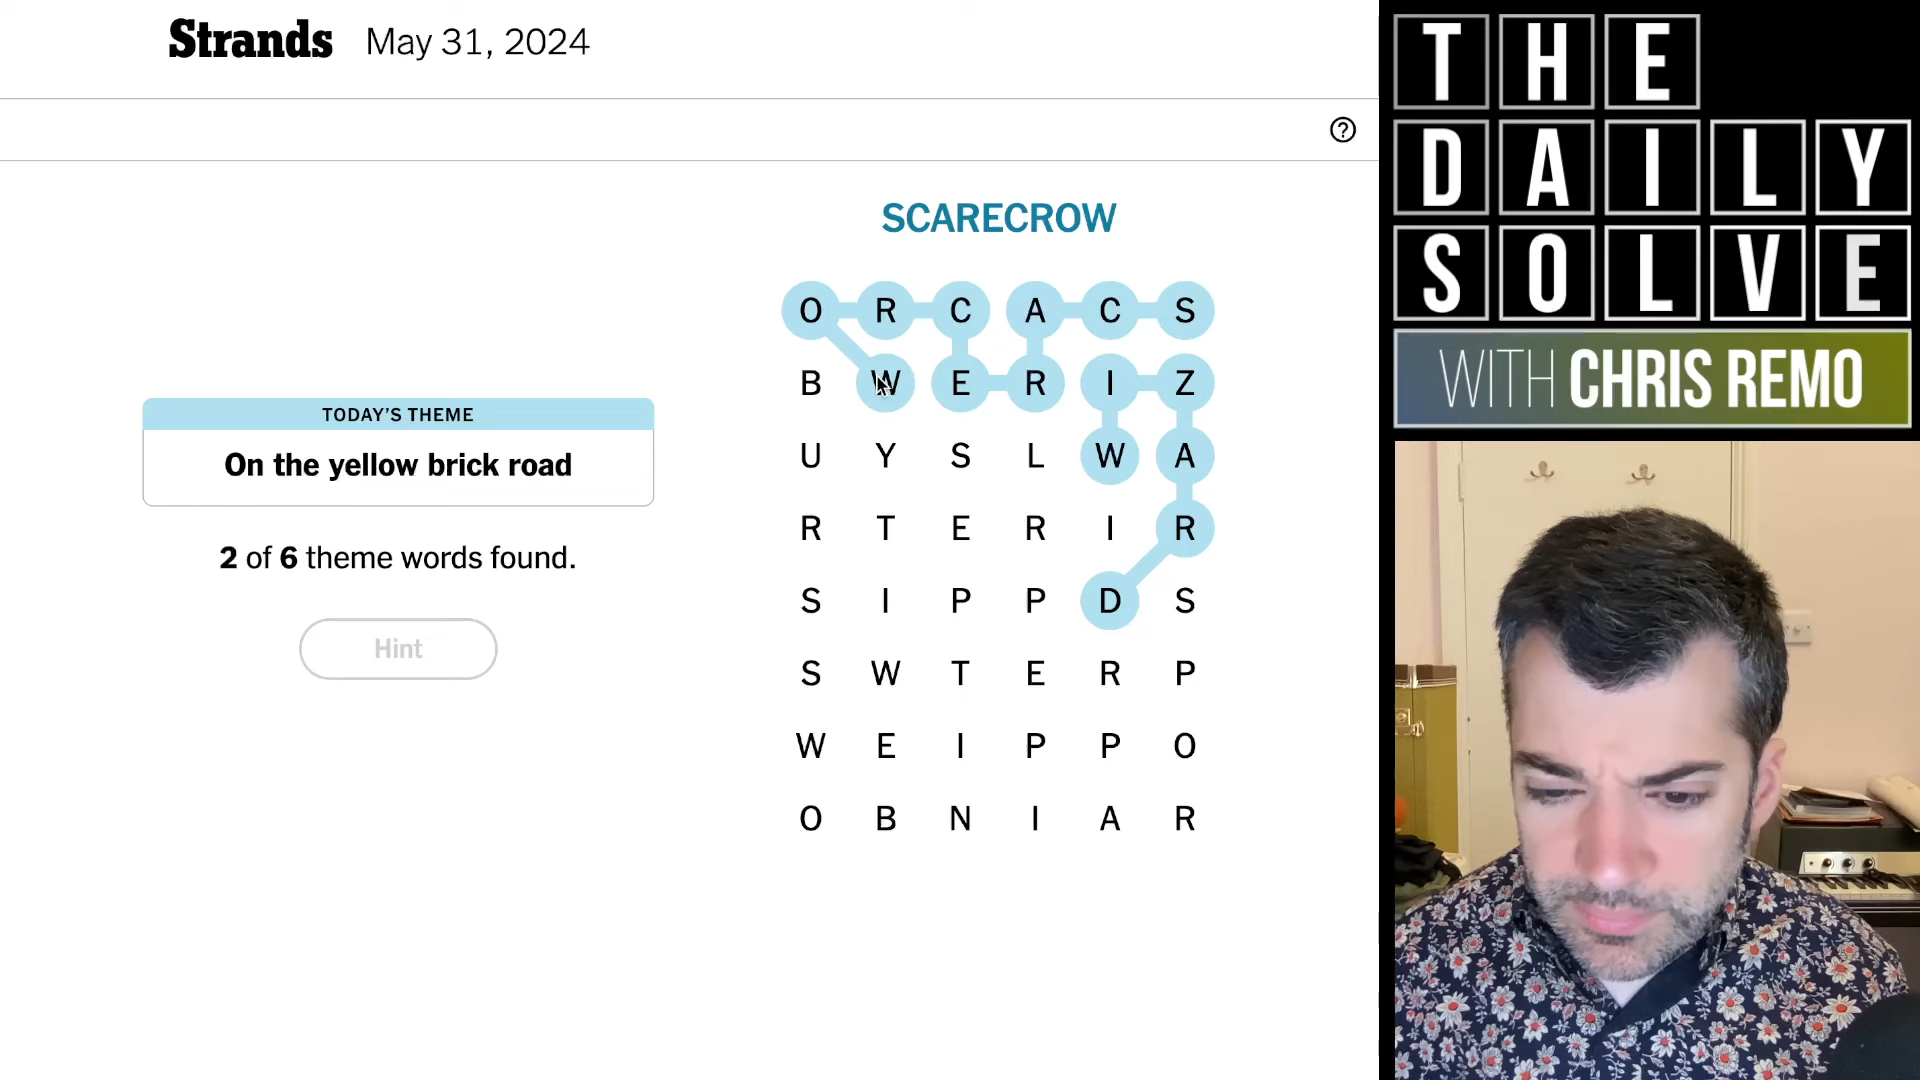 Strands May 31, 2024
SCARECROW
TODAY'S THEME
On the yellow brick road
2 of 6 theme words found.
Hint
O R C A C S
B W E R I Z
U Y S L W A
R T E R I R
S I P P D S
S W T E R P
W E I P P O
O B N I A R
THE
DAILY
SOLVE
WITH CHRIS REMO